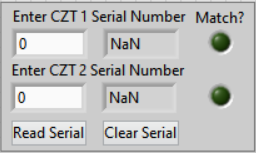 Enter CZT 1 Serial Number Match?
0 NaN
Enter CZT 2 Serial Number
0 NaN
Read Serial Clear Serial